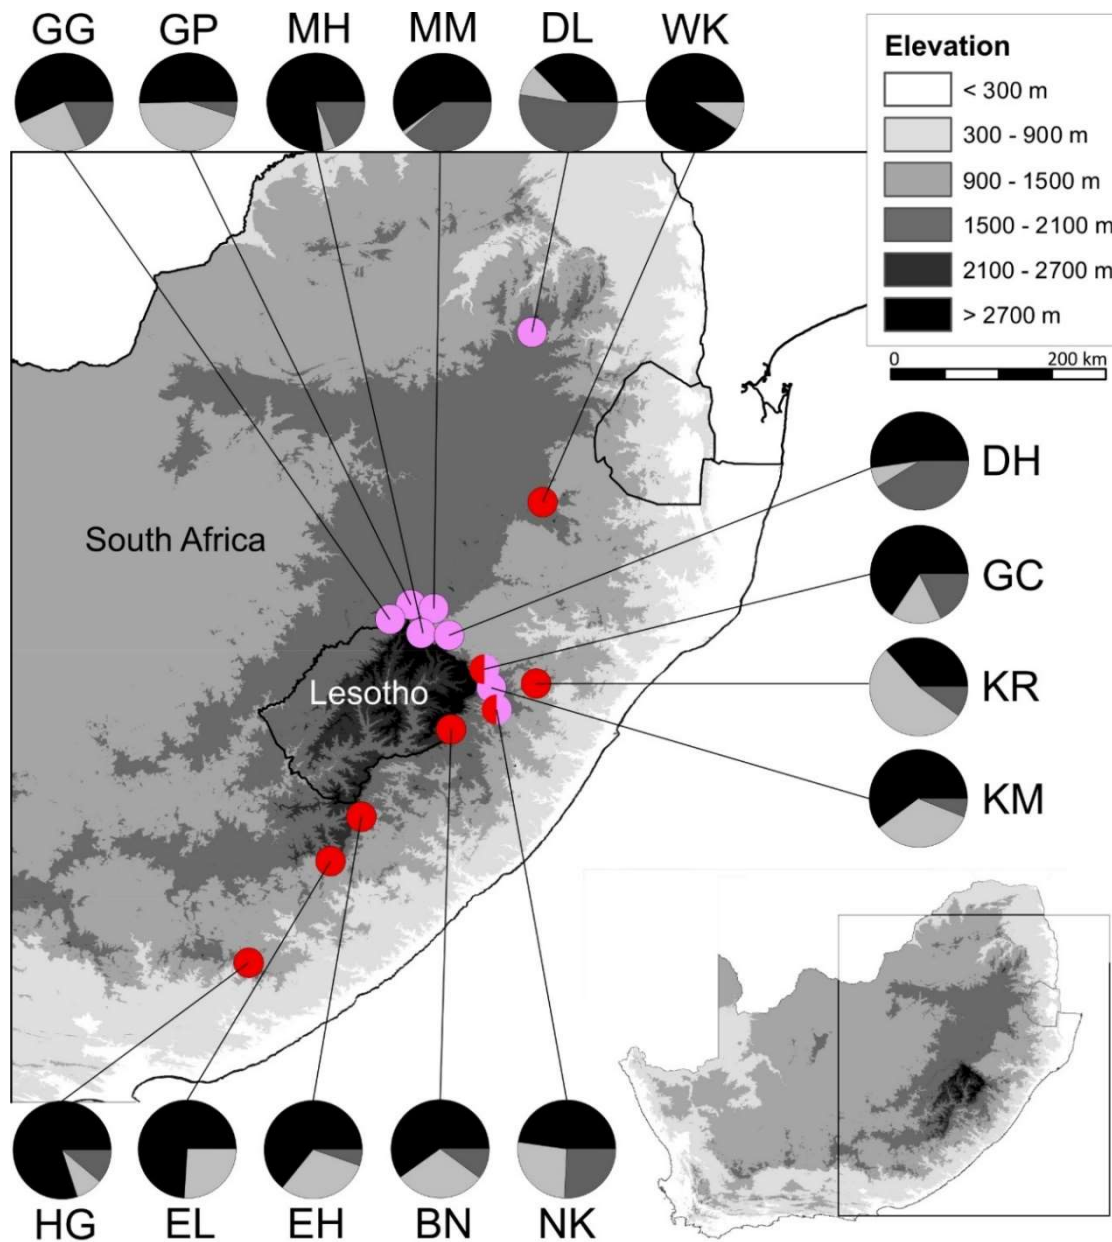 GG GP MH MM DL WK
Elevation
< 300 m
300 - 900 m
900 - 1500 m
1500 - 2100 m
2100 - 2700 m
> 2700 m
0 200 km
DH
GC
KR
KM
South Africa
Lesotho
HG EL EH BN NK